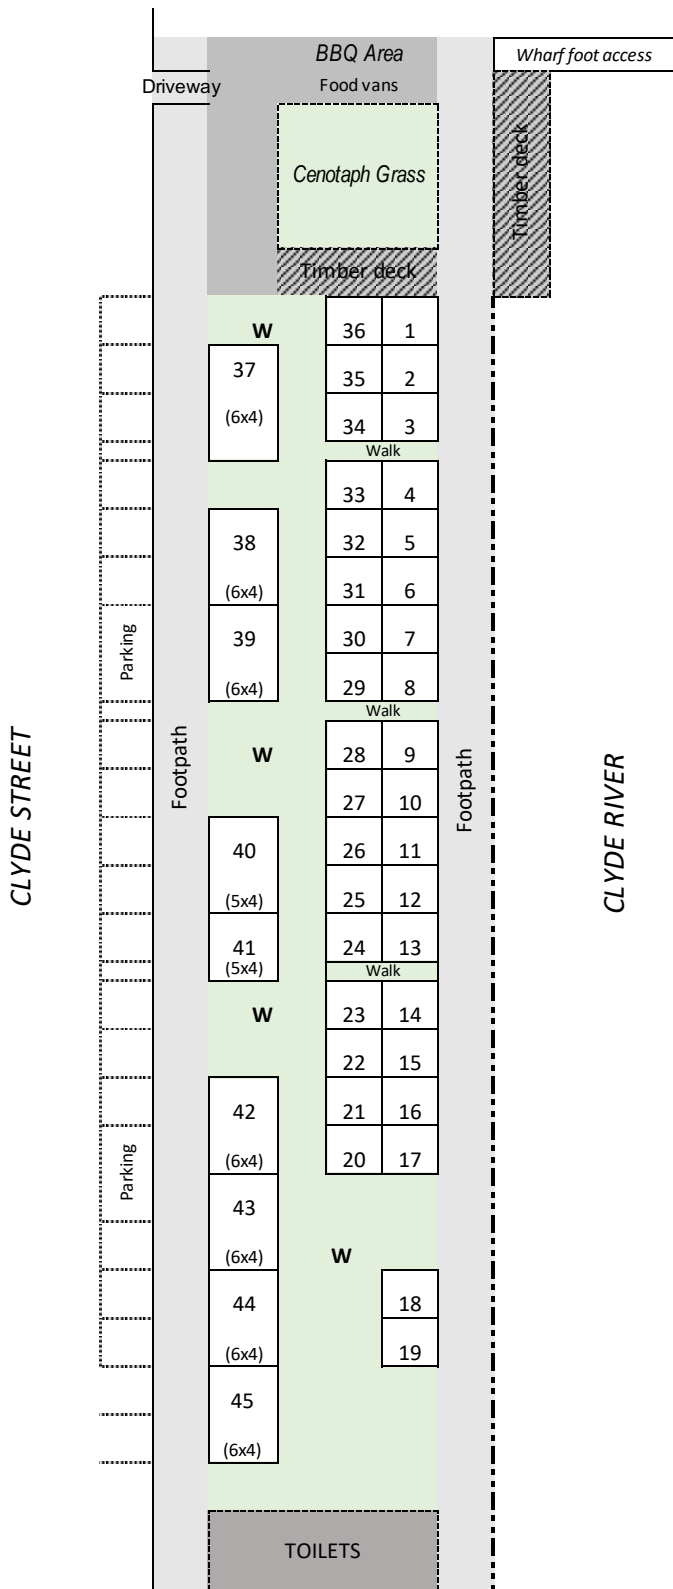 BBQ Area
Wharf foot access
Driveway
Food vans
Cenotaph Grass
Timber deck
Timber deck
W
36 1
37
35 2
(6x4)
34 3
Walk
33 4
38
32 5
(6x4)
31 6
39
30 7
Parking
(6x4)
29 8
Walk
CLYDE STREET
Footpath
W
28 9
Footpath
CLYDE RIVER
27 10
40
26 11
(5x4)
25 12
41
24 13
(5x4)
Walk
W
23 14
22 15
42
21 16
Parking
(6x4)
20 17
43
(6x4)
W
44
18
(6x4)
19
45
(6x4)
TOILETS